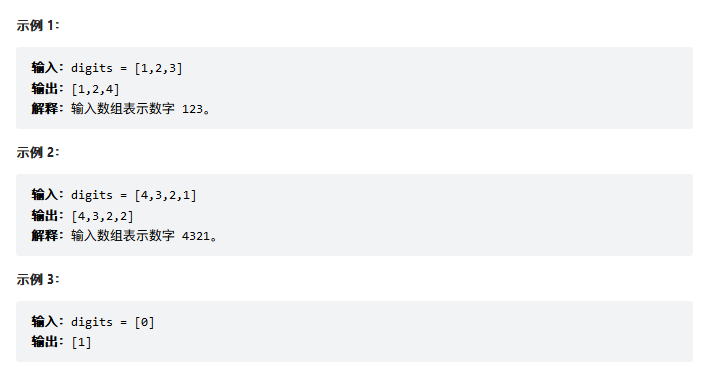 示例 1：
输入：digits = [1,2,3]
输出：[1,2,4]
解释：输入数组表示数字 123。
示例 2：
输入：digits = [4,3,2,1]
输出：[4,3,2,2]
解释：输入数组表示数字 4321。
示例 3：
输入：digits = [0]
输出：[1]